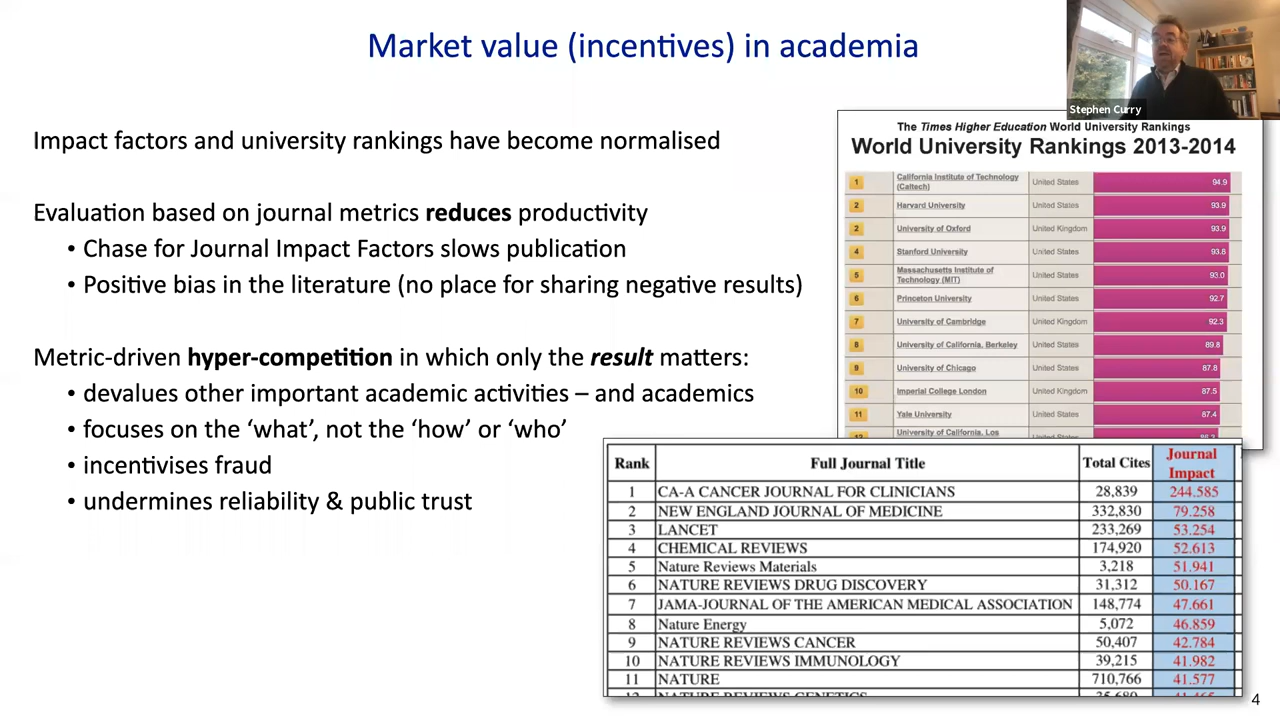 Market value (incentives) in academia
Stephen Curry
Impact factors and university rankings have become normalised
Evaluation based on journal metrics reduces productivity
• Chase for Journal Impact Factors slows publication
• Positive bias in the literature (no place for sharing negative results)
Metric-driven hyper-competition in which only the result matters:
• devalues other important academic activities – and academics
• focuses on the ‘what’, not the ‘how’ or ‘who’
• incentivises fraud
• undermines reliability & public trust
The Times Higher Education World University Rankings
World University Rankings 2013-2014
1 California Institute of Technology (Caltech) United States 94.9
2 Harvard University United States 93.9
2 University of Oxford United Kingdom 93.9
4 Stanford University United States 93.8
5 Massachusetts Institute of Technology (MIT) United States 93.0
6 Princeton University United States 92.7
7 University of Cambridge United Kingdom 92.3
8 University of California, Berkeley United States 89.8
9 University of Chicago United States 87.8
10 Imperial College London United Kingdom 87.5
11 Yale University United States 87.4
University of California, Los
Rank Full Journal Title Total Cites Journal Impact
1 CA-A CANCER JOURNAL FOR CLINICIANS 28,839 244.585
2 NEW ENGLAND JOURNAL OF MEDICINE 332,830 79.258
3 LANCET 233,269 53.254
4 CHEMICAL REVIEWS 174,920 52.613
5 Nature Reviews Materials 3,218 51.941
6 NATURE REVIEWS DRUG DISCOVERY 31,312 50.167
7 JAMA-JOURNAL OF THE AMERICAN MEDICAL ASSOCIATION 148,774 47.661
8 Nature Energy 5,072 46.859
9 NATURE REVIEWS CANCER 50,407 42.784
10 NATURE REVIEWS IMMUNOLOGY 39,215 41.982
11 NATURE 710,766 41.577
NATURE REVIEWS GENETICS
4